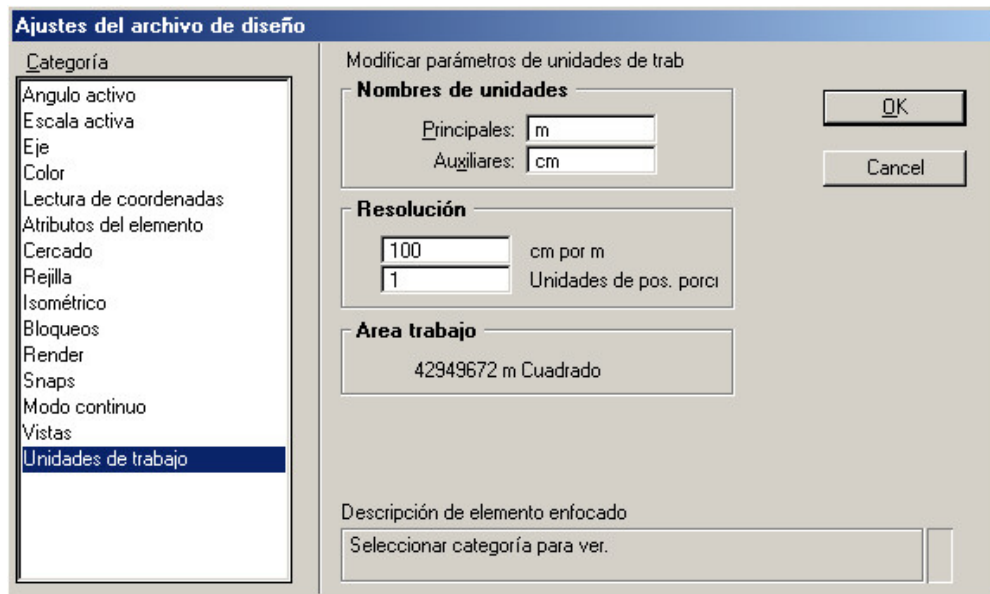 Ajustes del archivo de diseño
Categoría
Angulo activo
Escala activa
Eje
Color
Lectura de coordenadas
Atributos del elemento
Cercado
Rejilla
Isométrico
Bloqueos
Render
Snaps
Modo continuo
Vistas
Unidades de trabajo
Modificar parámetros de unidades de trab
Nombres de unidades
Principales: m
Auxiliares: cm
Resolución
100 cm por m
1 Unidades de pos. porcı
Area trabajo
42949672 m Cuadrado
OK
Cancel
Descripción de elemento enfocado
Seleccionar categoría para ver.